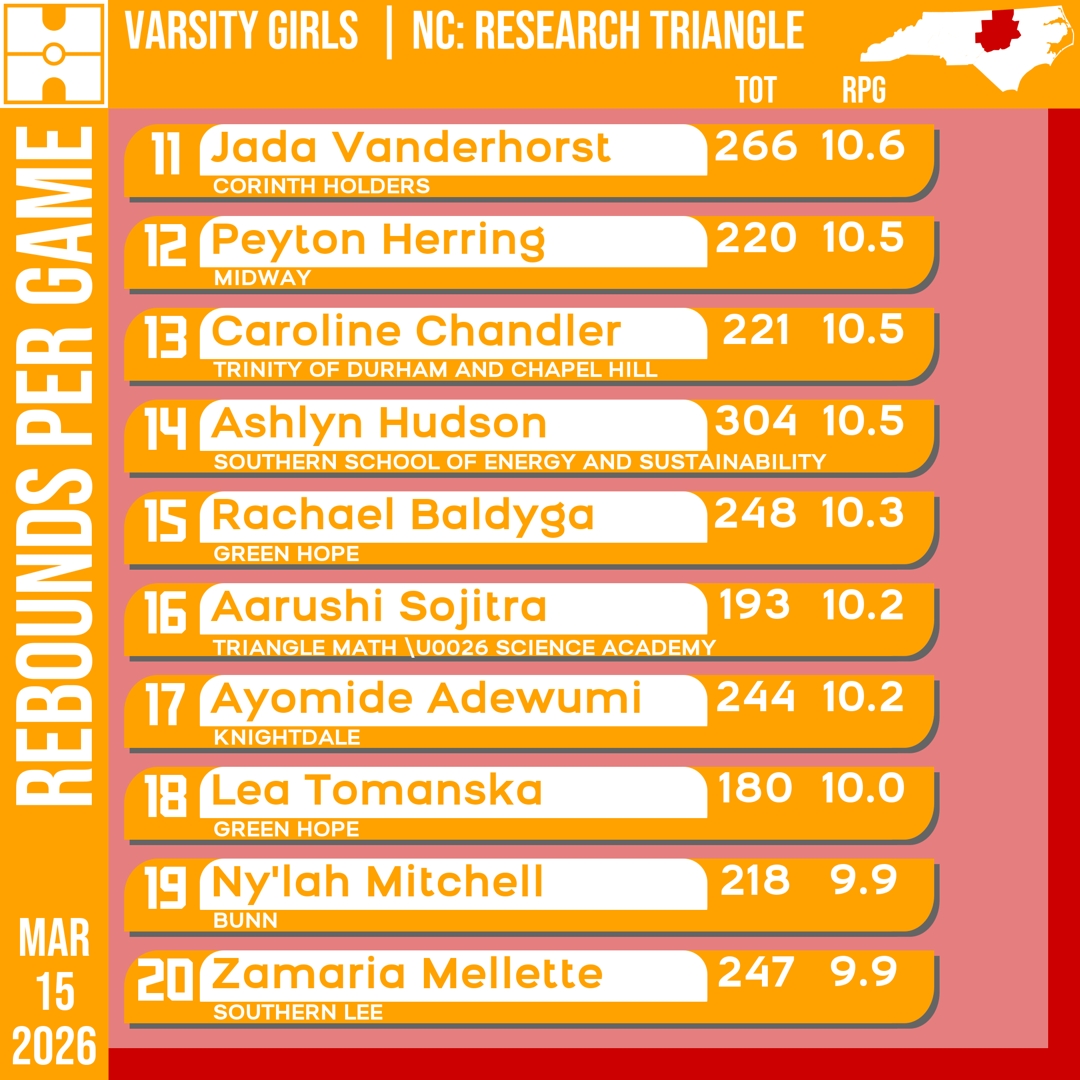 VARSITY GIRLS | NC: RESEARCH TRIANGLE
TOT RPG
REBOUNDS PER GAME
MAR
15
2026
11 Jada Vanderhorst 266 10.6
CORINTH HOLDERS
12 Peyton Herring 220 10.5
MIDWAY
13 Caroline Chandler 221 10.5
TRINITY OF DURHAM AND CHAPEL HILL
14 Ashlyn Hudson 304 10.5
SOUTHERN SCHOOL OF ENERGY AND SUSTAINABILITY
15 Rachael Baldyga 248 10.3
GREEN HOPE
16 Aarushi Sojitra 193 10.2
TRIANGLE MATH \U0026 SCIENCE ACADEMY
17 Ayomide Adewumi 244 10.2
KNIGHTDALE
18 Lea Tomanska 180 10.0
GREEN HOPE
19 Ny'lah Mitchell 218 9.9
BUNN
20 Zamaria Mellette 247 9.9
SOUTHERN LEE